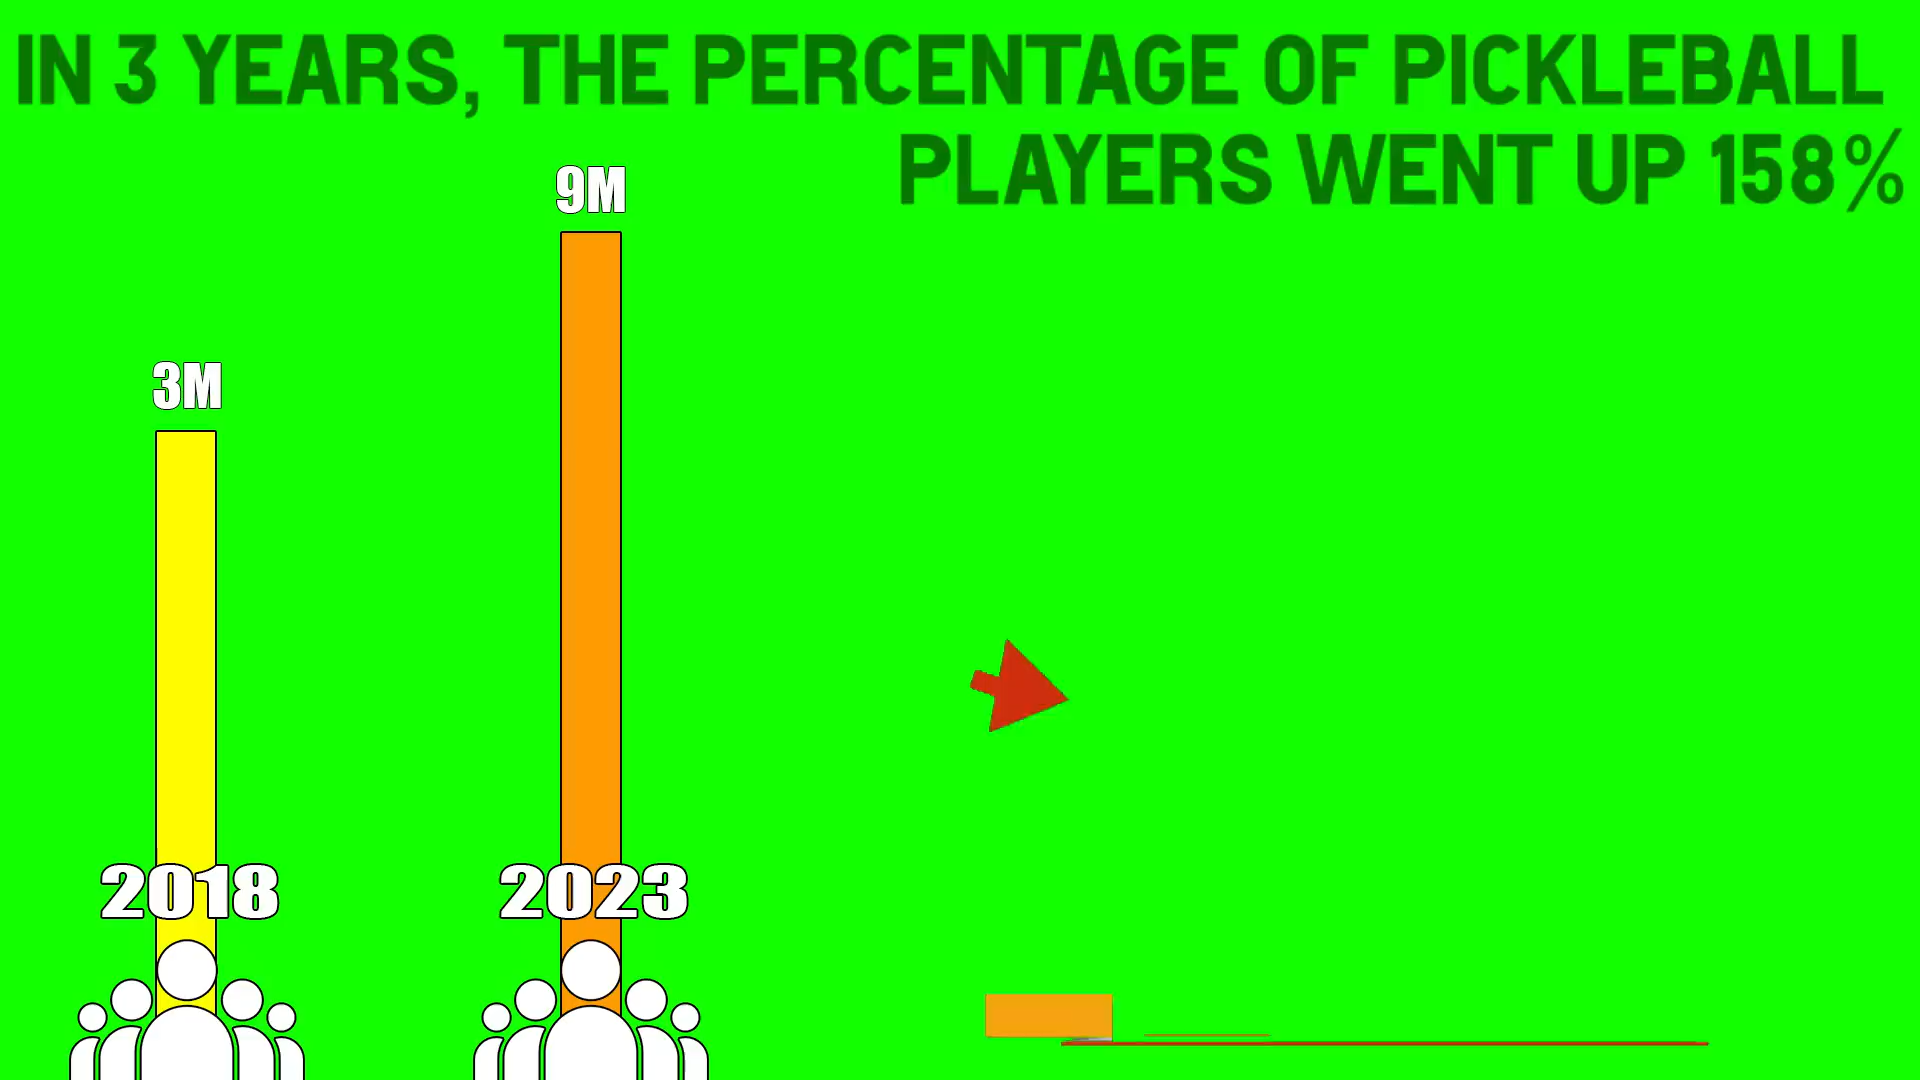 IN 3 YEARS, THE PERCENTAGE OF PICKLEBALL
PLAYERS WENT UP 158%
9M
3M
2018
2023